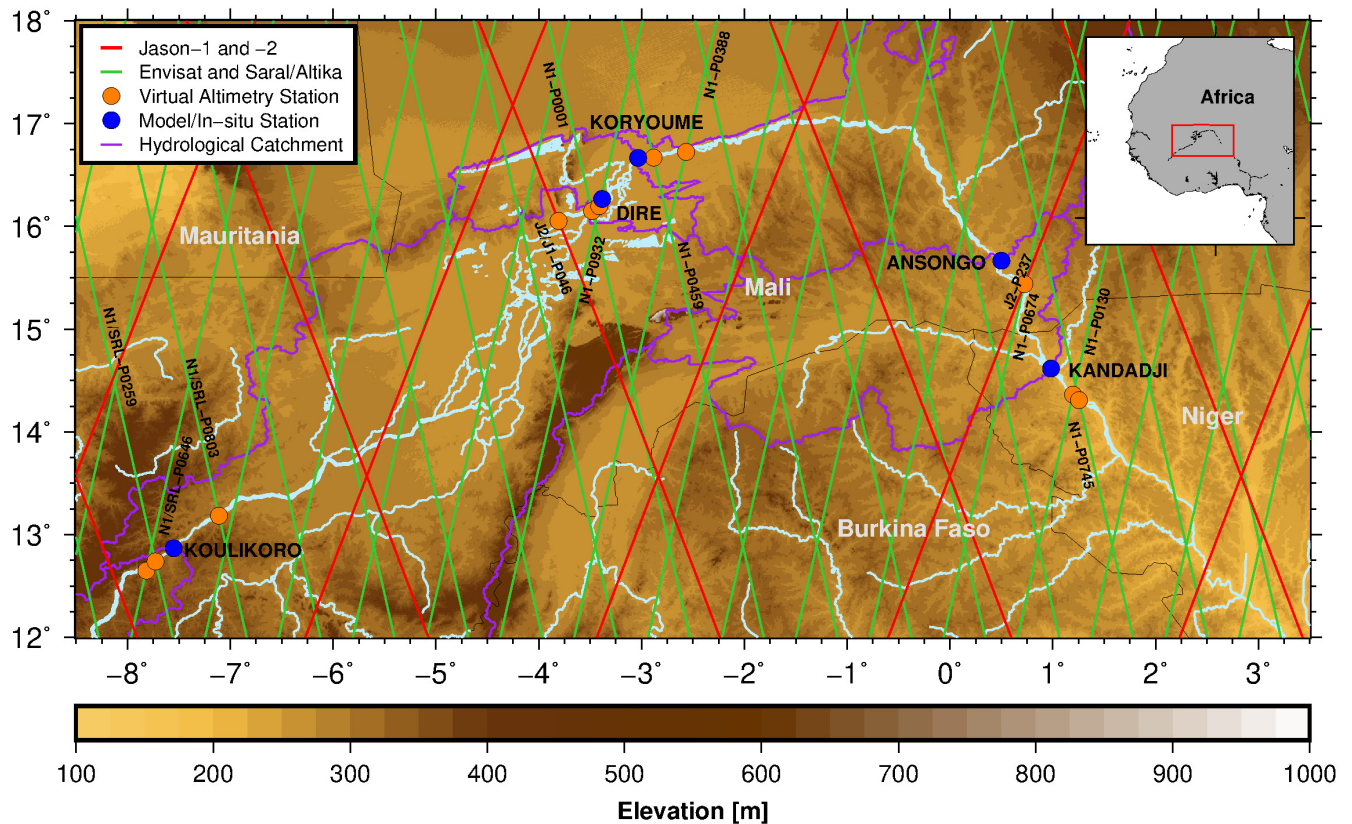 18°
17°
16°
15°
14°
13°
12°
Jason−1 and −2
Envisat and Saral/Altika
Virtual Altimetry Station
Model/In−situ Station
Hydrological Catchment
Africa
N1−P0001
N1−P0388
KORYOUME
DIRE
Mauritania
J2/J1−P046
N1−P0932
N1−P0459
Mali
ANSONGO
J2−P237
N1−P0674
N1−P0130
KANDADJI
Niger
N1/SRL−P0259
N1/SRL−P0803
N1/SRL−P0646
N1−P0745
KOULIKORO
Burkina Faso
−8° −7° −6° −5° −4° −3° −2° −1° 0° 1° 2° 3°
100 200 300 400 500 600 700 800 900 1000
Elevation [m]